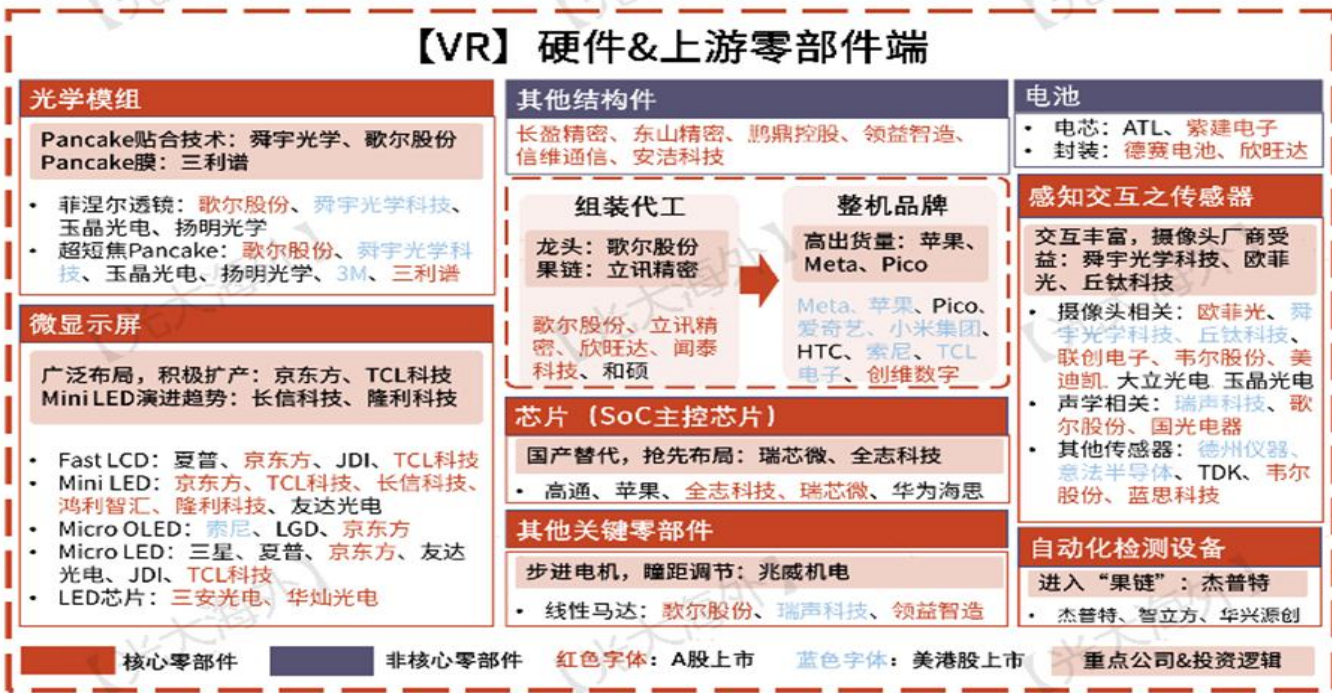 【VR】硬件&上游零部件端
光学模组
Pancake贴合技术：舜宇光学、歌尔股份
Pancake膜：三利谱
• 菲涅尔透镜：歌尔股份、舜宇光学科技、
玉晶光电、扬明光学
• 超短焦Pancake：歌尔股份、舜宇光学科
技、玉晶光电、扬明光学、3M、三利谱
微显示屏
广泛布局，积极扩产：京东方、TCL科技
Mini LED演进趋势：长信科技、隆利科技
• Fast LCD：夏普、京东方、JDI、TCL科技
• Mini LED：京东方、TCL科技、长信科技、
鸿利智汇、隆利科技、友达光电
• Micro OLED：索尼、LGD、京东方
• Micro LED：三星、夏普、京东方、友达
光电、JDI、TCL科技
• LED芯片：三安光电、华灿光电
其他结构件
长盈精密、东山精密、鹏鼎控股、领益智造、
信维通信、安洁科技
组装代工
龙头：歌尔股份
果链：立讯精密
歌尔股份、立讯精
密、欣旺达、闻泰
科技、和硕
整机品牌
高出货量：苹果、
Meta、Pico
Meta、苹果、Pico、
爱奇艺、小米集团、
HTC、索尼、TCL
电子、创维数字
芯片（SoC主控芯片）
国产替代，抢先布局：瑞芯微、全志科技
• 高通、苹果、全志科技、瑞芯微、华为海思
其他关键零部件
步进电机，瞳距调节：兆威机电
• 线性马达：歌尔股份、瑞声科技、领益智造
电池
• 电芯：ATL、紫建电子
• 封装：德赛电池、欣旺达
感知交互之传感器
交互丰富，摄像头厂商受
益：舜宇光学科技、欧菲
光、丘钛科技
• 摄像头相关：欧菲光、舜
宇光学科技、丘钛科技、
联创电子、韦尔股份、美
迪凯 大立光电 玉晶光电
• 声学相关：瑞声科技、歌
尔股份、国光电器
• 其他传感器：德州仪器、
意法半导体、TDK、韦尔
股份、蓝思科技
自动化检测设备
进入“果链”：杰普特
• 杰普特、智立方、华兴源创
核心零部件 非核心零部件 红色字体：A股上市 蓝色字体：美港股上市 重点公司&投资逻辑